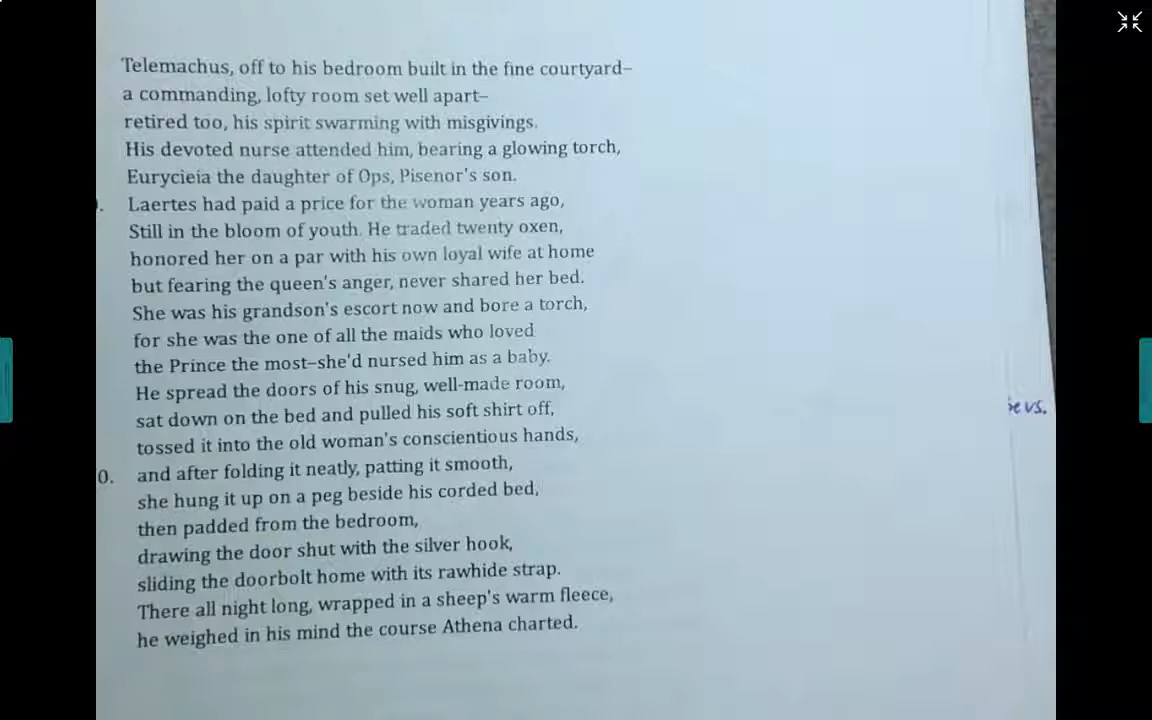 Telemachus, off to his bedroom built in the fine courtyard–
a commanding, lofty room set well apart–
retired too, his spirit swarming with misgivings.
His devoted nurse attended him, bearing a glowing torch,
Eurycieia the daughter of Ops, Pisenor's son.
Laertes had paid a price for the woman years ago,
Still in the bloom of youth. He traded twenty oxen,
honored her on a par with his own loyal wife at home
but fearing the queen's anger, never shared her bed.
She was his grandson's escort now and bore a torch,
for she was the one of all the maids who loved
the Prince the most–she'd nursed him as a baby.
He spread the doors of his snug, well-made room,
sat down on the bed and pulled his soft shirt off,
tossed it into the old woman's conscientious hands,
0. and after folding it neatly, patting it smooth,
she hung it up on a peg beside his corded bed,
then padded from the bedroom,
drawing the door shut with the silver hook,
sliding the doorbolt home with its rawhide strap.
There all night long, wrapped in a sheep's warm fleece,
he weighed in his mind the course Athena charted.
vs.